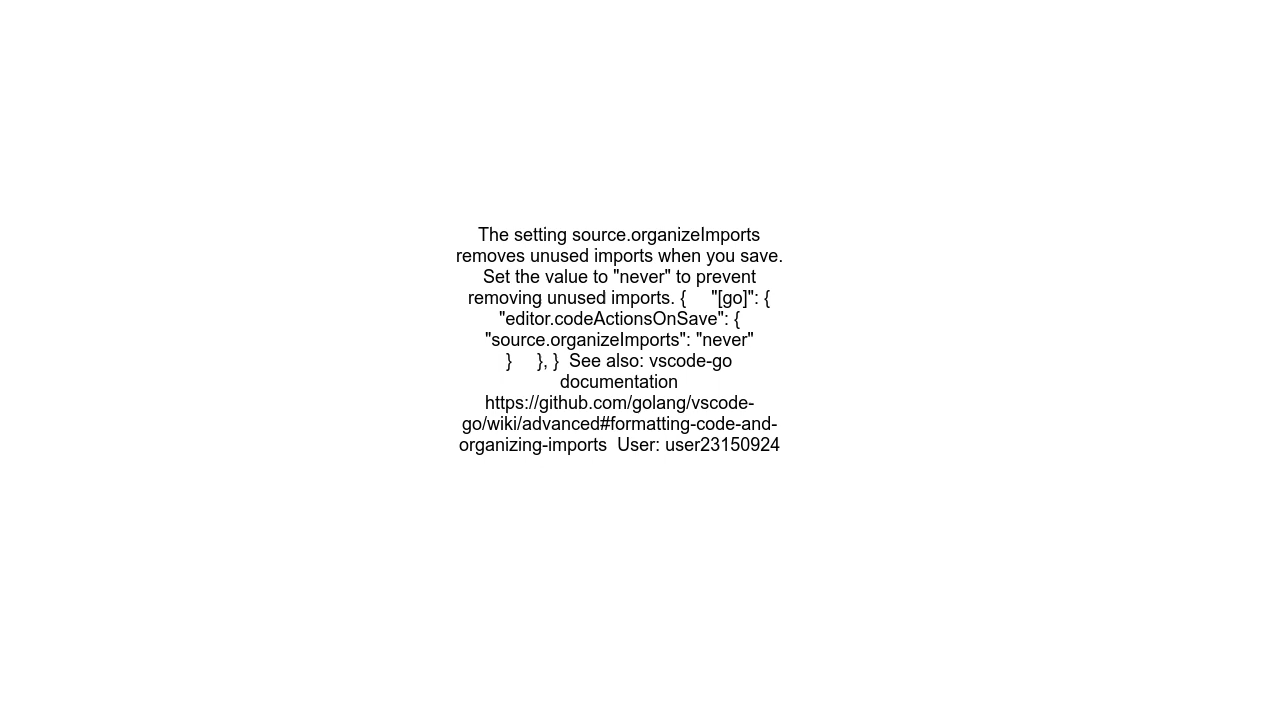 The setting source.organizeImports
removes unused imports when you save.
Set the value to "never" to prevent
removing unused imports. {     "[go]": {
"editor.codeActionsOnSave": {
"source.organizeImports": "never"
}     }, }  See also: vscode-go
documentation
https://github.com/golang/vscode-
go/wiki/advanced#formatting-code-and-
organizing-imports  User: user23150924